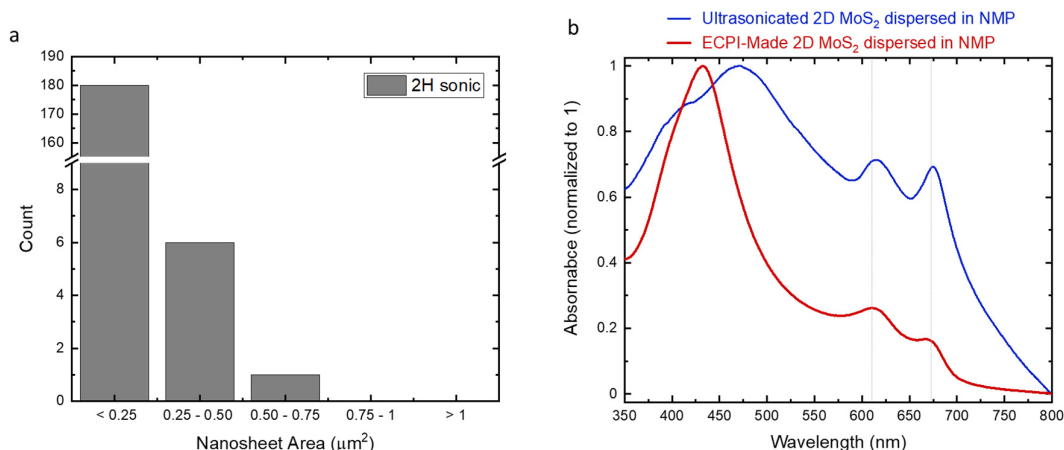 a
190
180
170
160
8
6
4
2
0
Count
2H sonic
< 0.25
0.25 - 0.50
0.50 - 0.75
0.75 - 1
> 1
Nanosheet Area (μm²)
b
Ultrasonicated 2D MoS₂ dispersed in NMP
ECPI-Made 2D MoS₂ dispersed in NMP
1
0.8
0.6
0.4
0.2
0
Absornabce (normalized to 1)
350
400
450
500
550
600
650
700
750
800
Wavelength (nm)